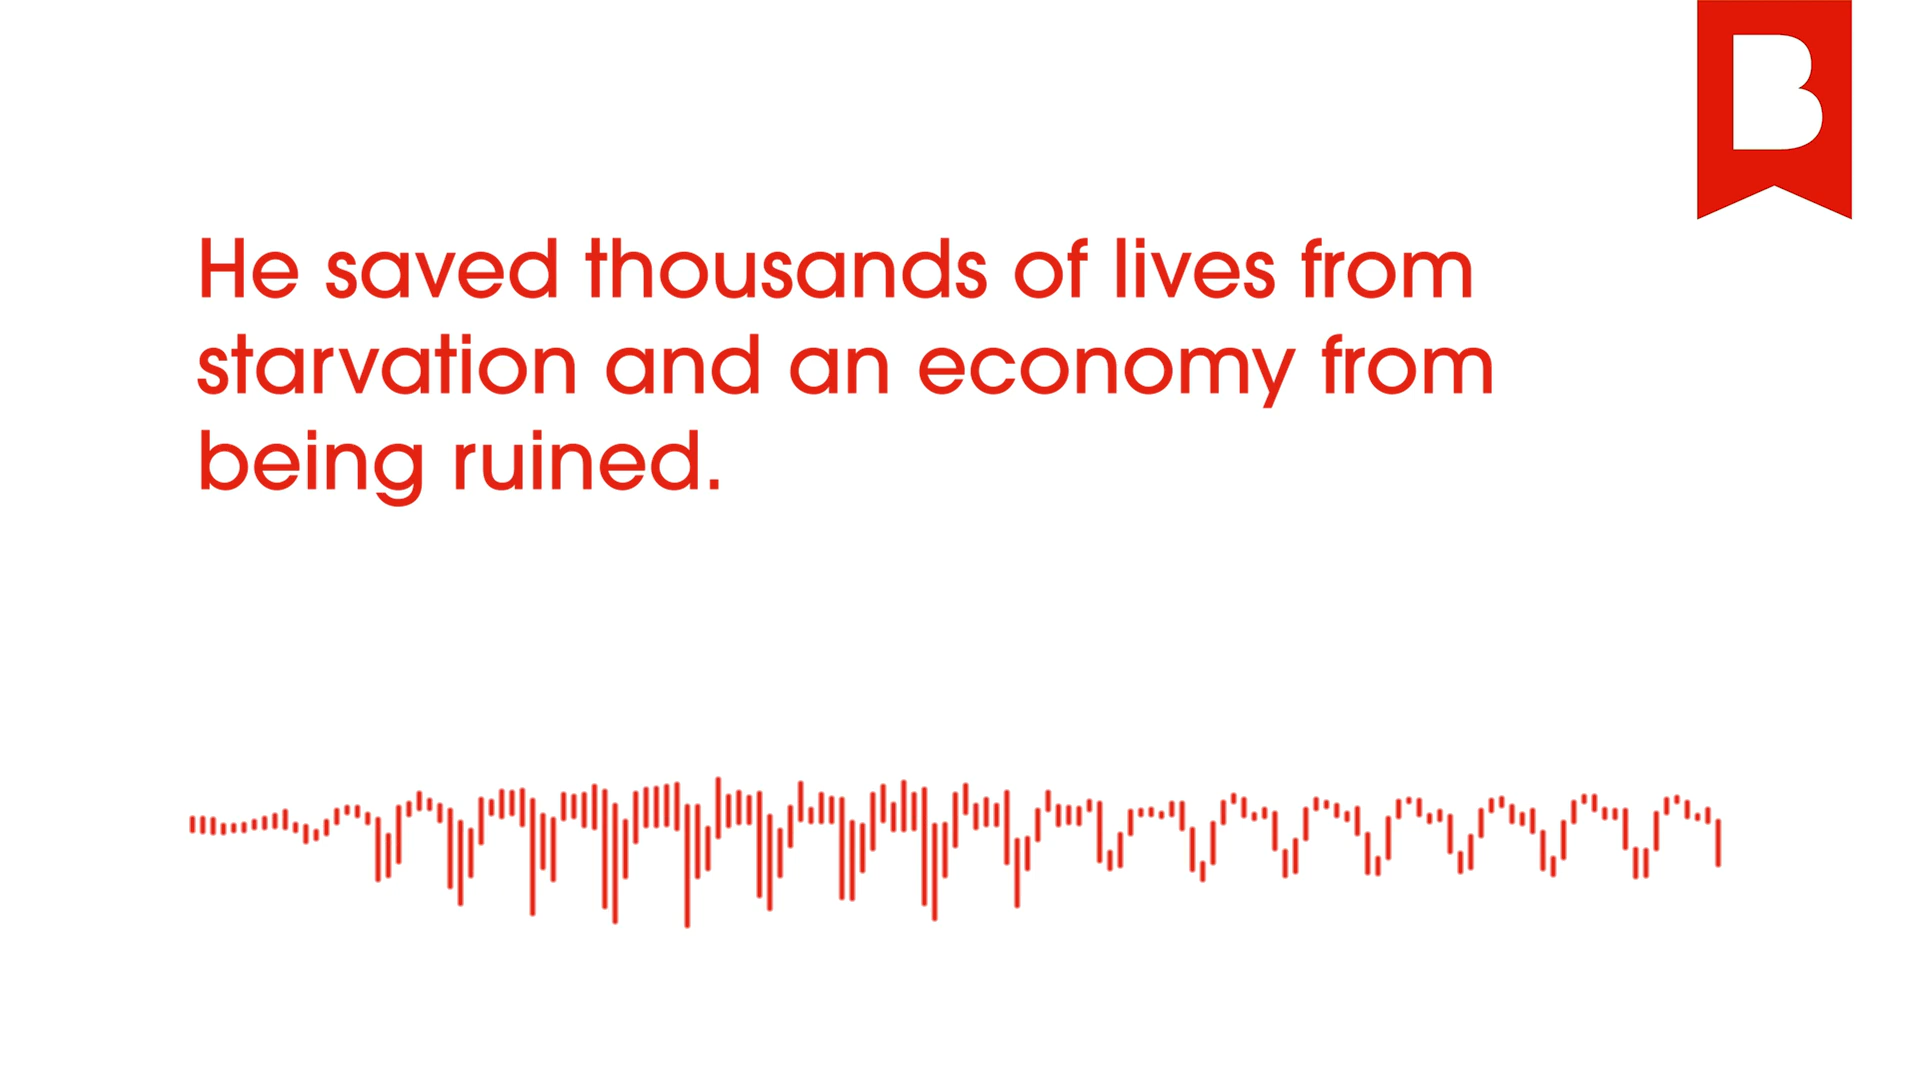 B
He saved thousands of lives from
starvation and an economy from
being ruined.